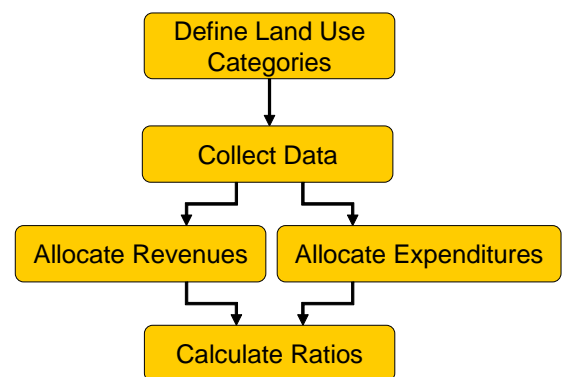 Define Land Use
Categories
Collect Data
Allocate Revenues
Allocate Expenditures
Calculate Ratios